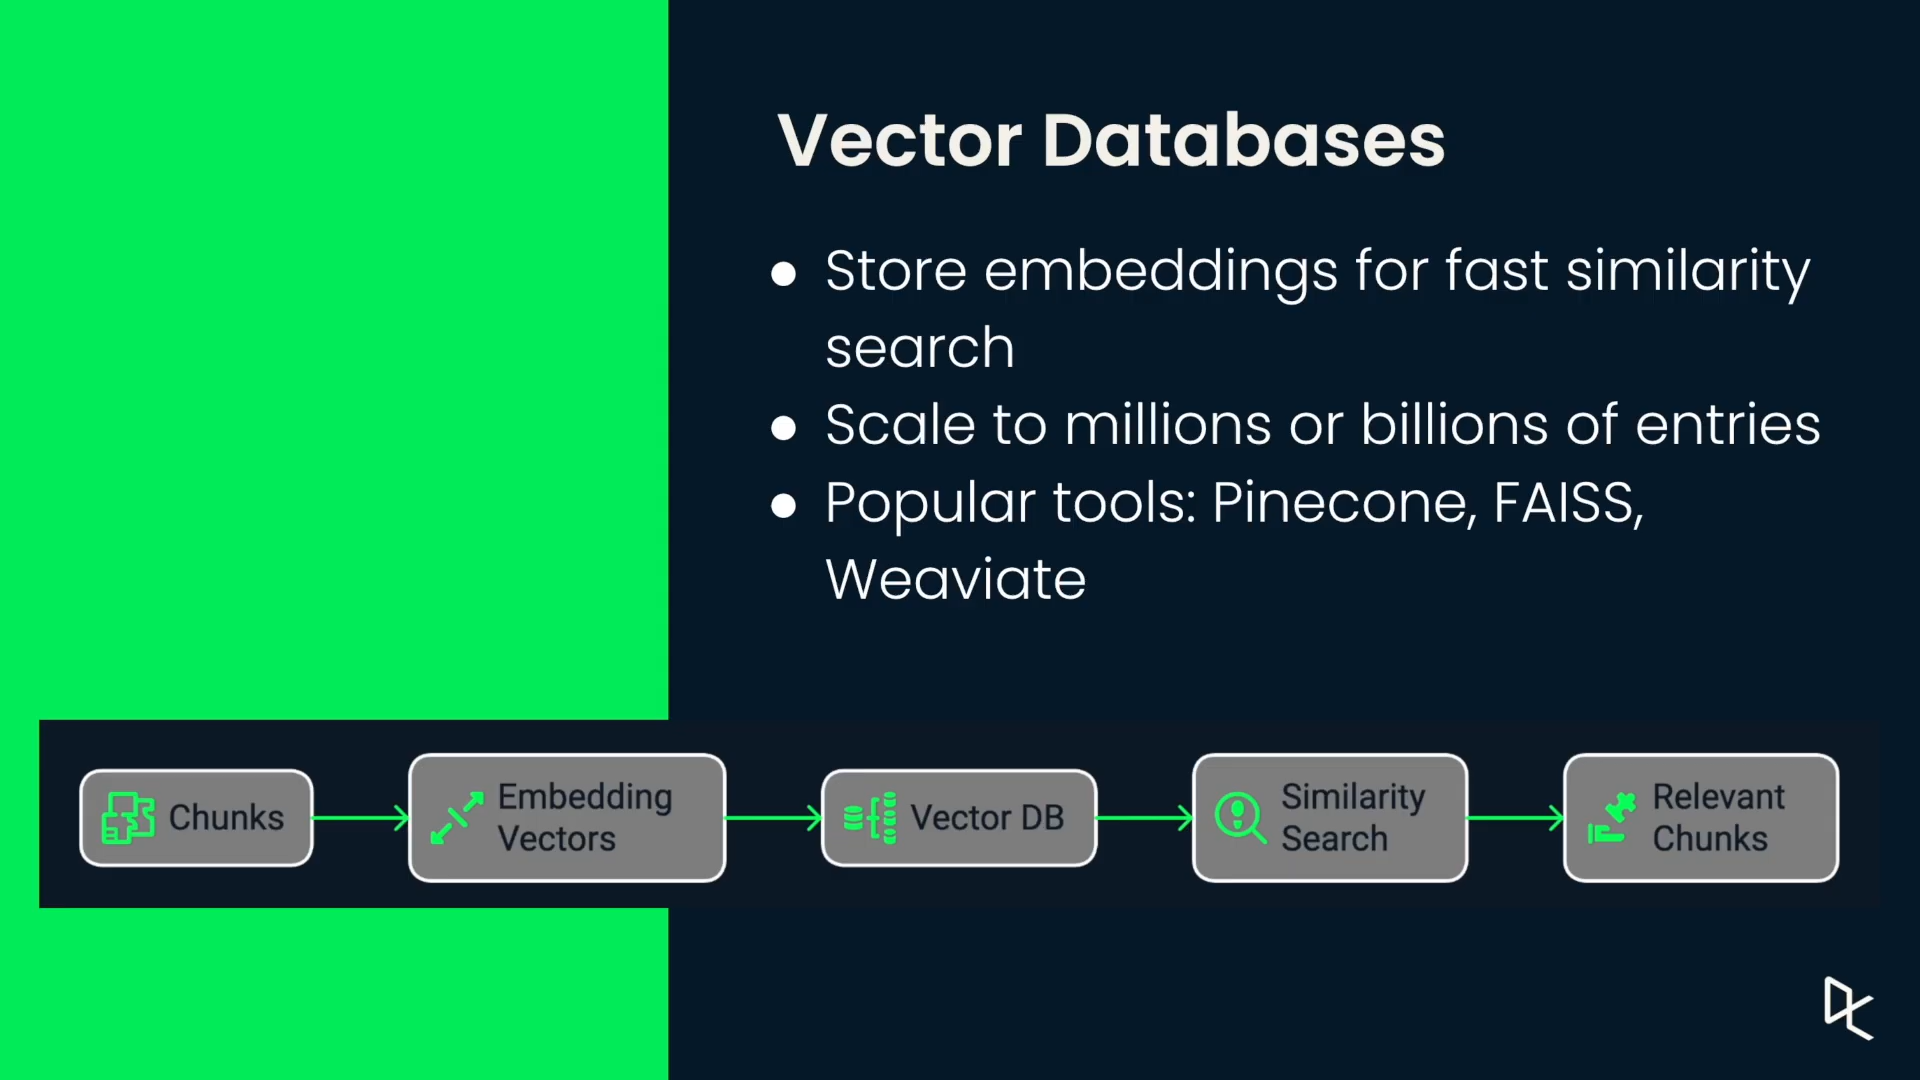 Vector Databases
● Store embeddings for fast similarity
search
● Scale to millions or billions of entries
● Popular tools: Pinecone, FAISS,
Weaviate
Chunks
Embedding
Vectors
Vector DB
Similarity
Search
Relevant
Chunks